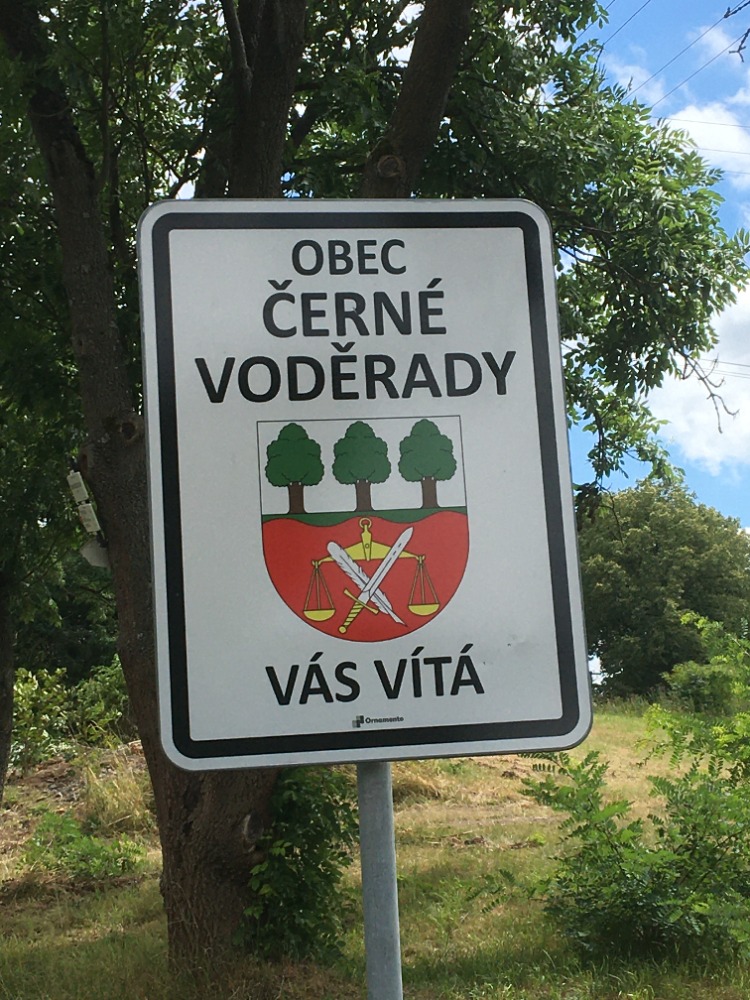 OBEC
ČERNÉ
VODĚRADY
VÁS VÍTÁ
Ornamento